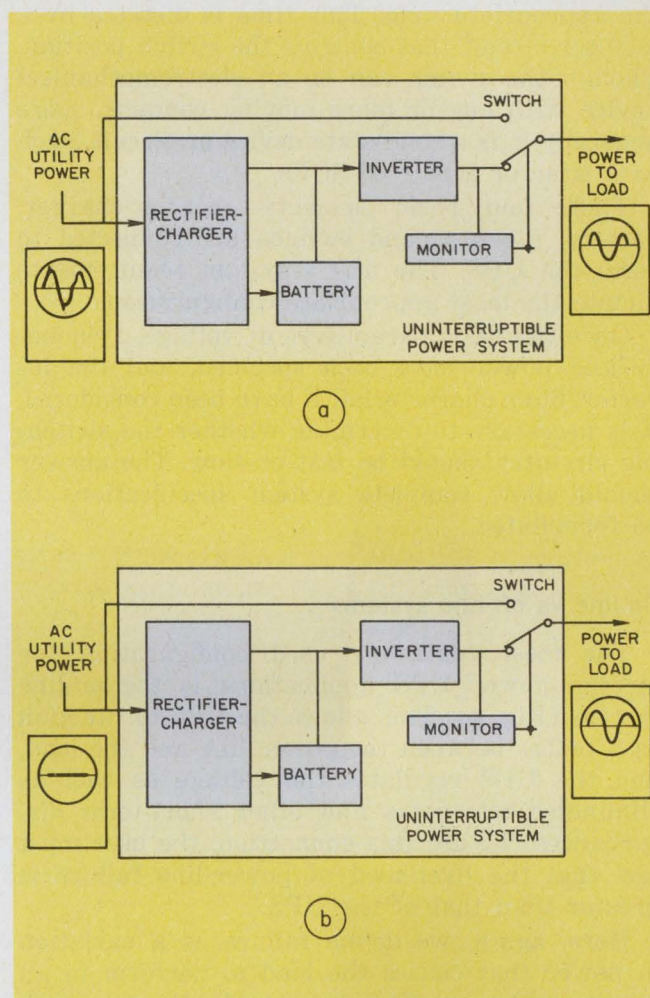 SWITCH
AC
UTILITY
POWER
RECTIFIER-
CHARGER
INVERTER
POWER
TO
LOAD
MONITOR
BATTERY
UNINTERRUPTIBLE
POWER SYSTEM
a
SWITCH
AC
UTILITY
POWER
RECTIFIER-
CHARGER
INVERTER
POWER
TO
LOAD
MONITOR
BATTERY
UNINTERRUPTIBLE
POWER SYSTEM
b